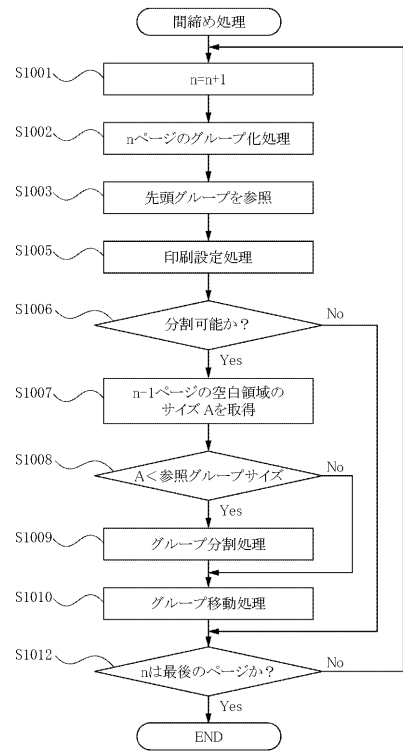 間締め処理
S1001
n=n+1
S1002
nページのグループ化処理
S1003
先頭グループを参照
S1005
印刷設定処理
S1006
分割可能か？
No
Yes
S1007
n-1ページの空白領域の
サイズAを取得
S1008
A＜参照グループサイズ
No
Yes
S1009
グループ分割処理
S1010
グループ移動処理
S1012
nは最後のページか？
No
Yes
END